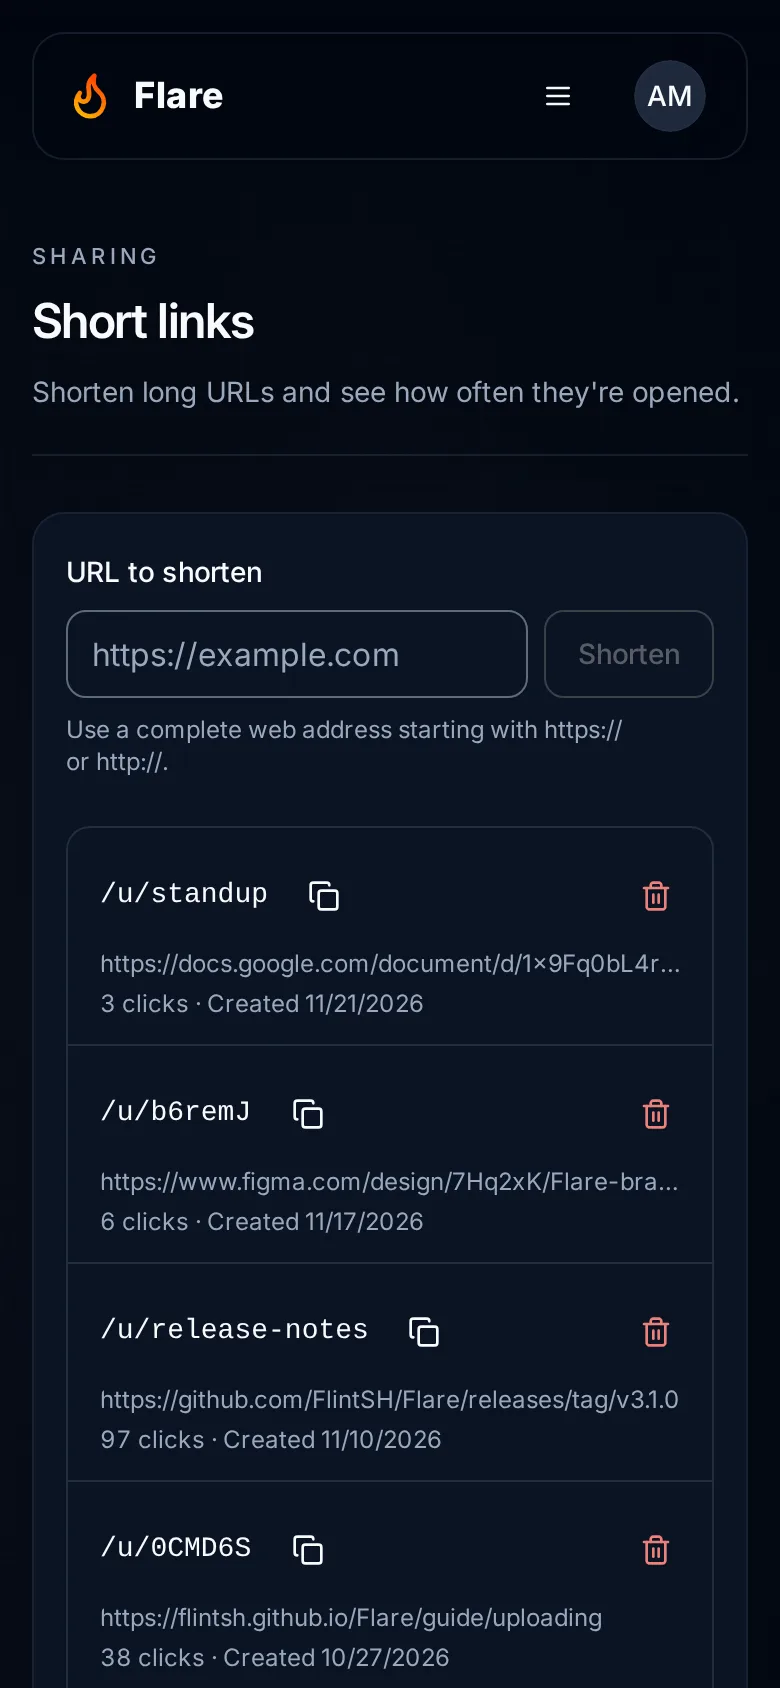 Flare
AM
SHARING
Short links
Shorten long URLs and see how often they're opened.
URL to shorten
https://example.com
Shorten
Use a complete web address starting with https://
or http://.
/u/standup
https://docs.google.com/document/d/1x9Fq0bL4r...
3 clicks · Created 11/21/2026
/u/b6remJ
https://www.figma.com/design/7Hq2xK/Flare-bra...
6 clicks · Created 11/17/2026
/u/release-notes
https://github.com/FlintSH/Flare/releases/tag/v3.1.0
97 clicks · Created 11/10/2026
/u/0CMD6S
https://flintsh.github.io/Flare/guide/uploading
38 clicks · Created 10/27/2026